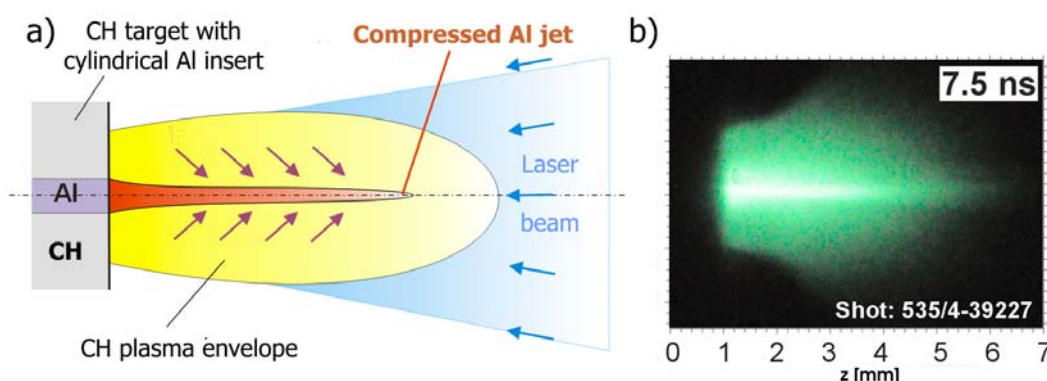 a)
CH target with
cylindrical Al insert
Compressed Al jet
Al
CH
Laser
beam
CH plasma envelope
b)
7.5 ns
Shot: 535/4-39227
0 1 2 3 4 5 6 7
z [mm]